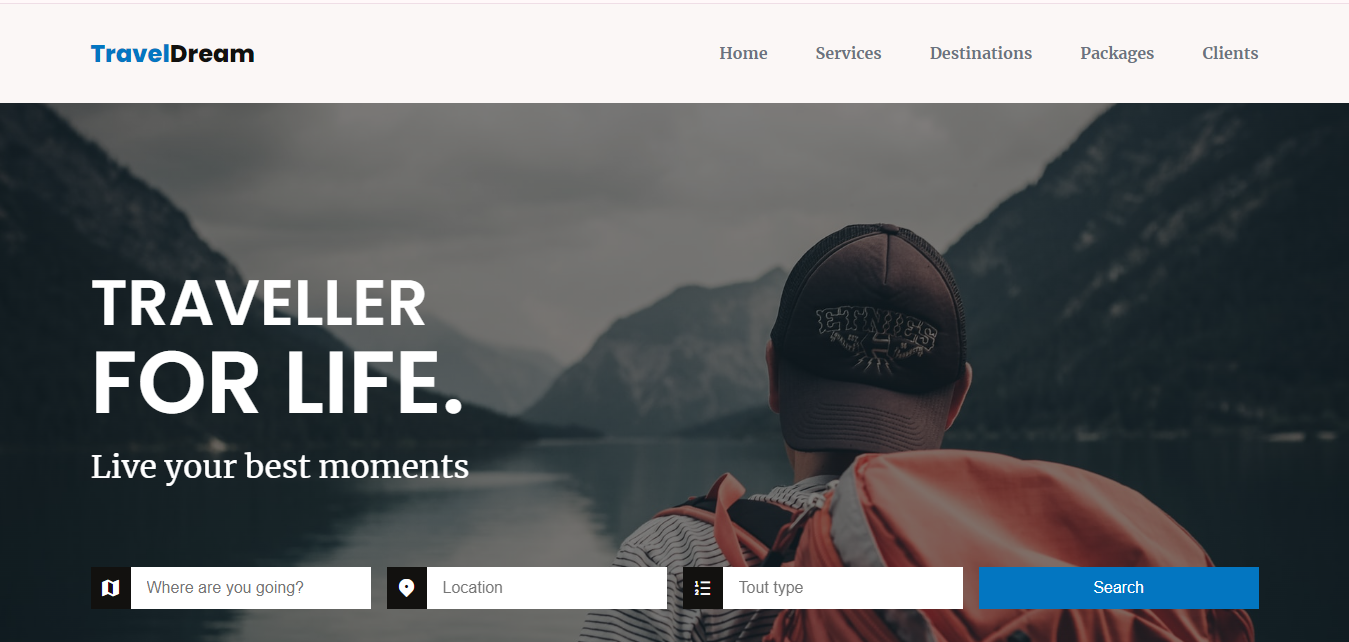 TravelDream
Home Services Destinations Packages Clients
ETNIES
TRAVELLER
FOR LIFE.
Live your best moments
Where are you going? Location Tout type Search